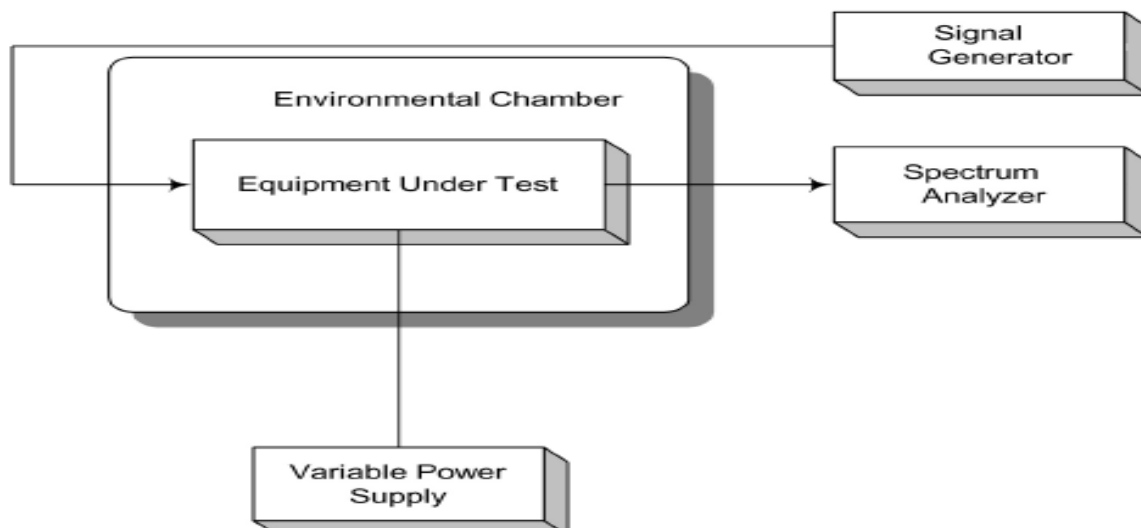 Signal
Generator
Environmental Chamber
Equipment Under Test
Spectrum
Analyzer
Variable Power
Supply